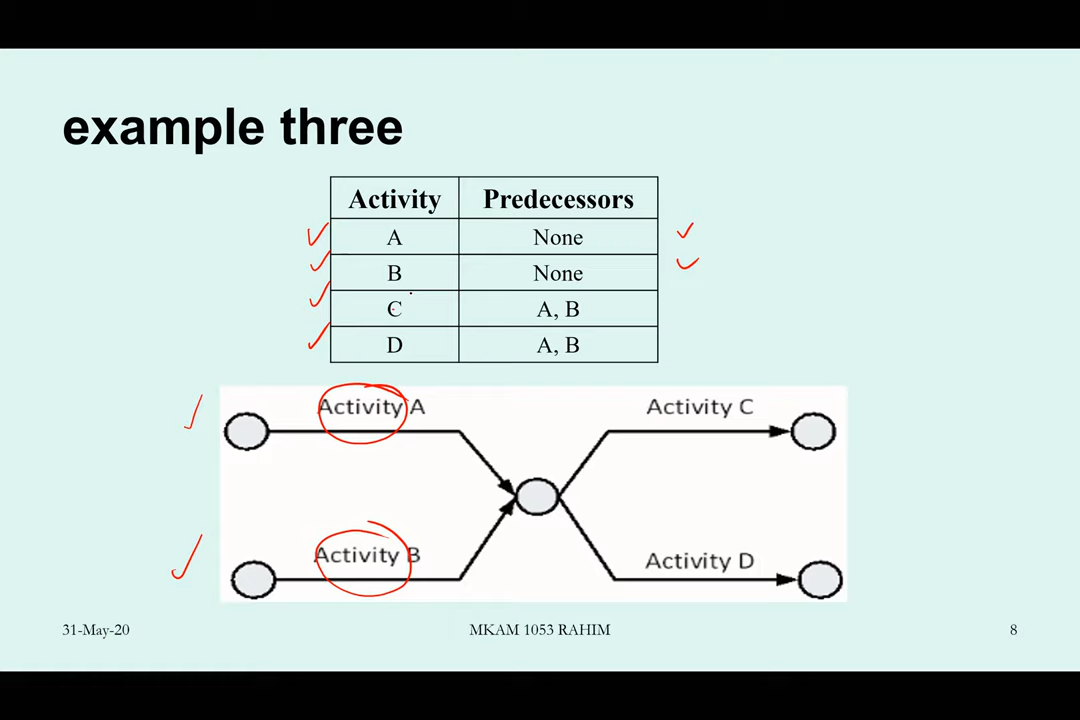 example three
Activity Predecessors
A None
B None
C A, B
D A, B
Activity A Activity C
Activity B Activity D
31-May-20 MKAM 1053 RAHIM 8